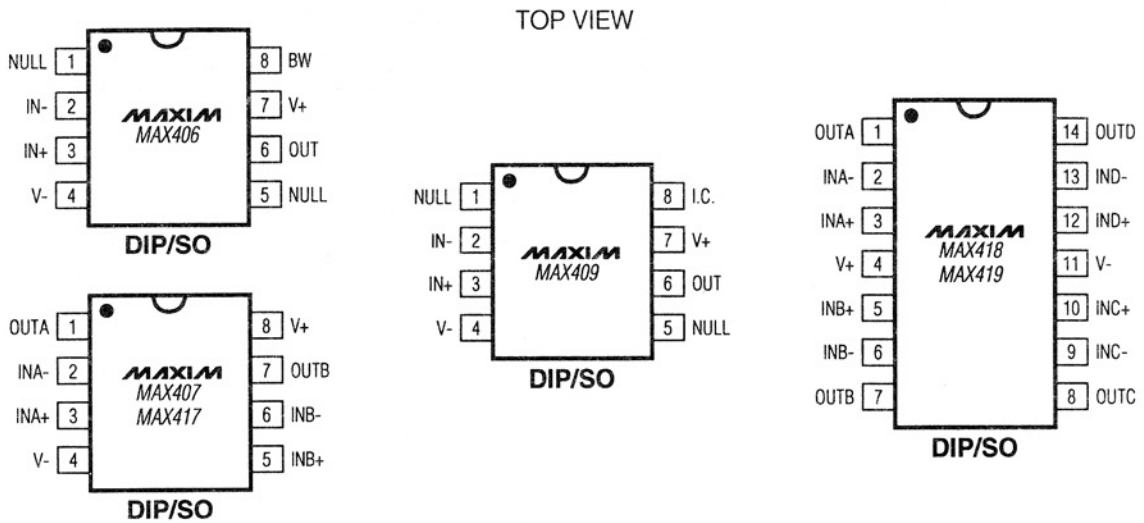 TOP VIEW
NULL 1 8 BW
IN- 2 7 V+
IN+ 3 6 OUT
V- 4 5 NULL
MAXIM
MAX406
DIP/SO
OUTA 1 8 V+
INA- 2 7 OUTB
INA+ 3 6 INB-
V- 4 5 INB+
MAXIM
MAX407
MAX417
DIP/SO
NULL 1 8 I.C.
IN- 2 7 V+
IN+ 3 6 OUT
V- 4 5 NULL
MAXIM
MAX409
DIP/SO
OUTA 1 14 OUTD
INA- 2 13 IND-
INA+ 3 12 IND+
V+ 4 11 V-
INB+ 5 10 INC+
INB- 6 9 INC-
OUTB 7 8 OUTC
MAXIM
MAX418
MAX419
DIP/SO